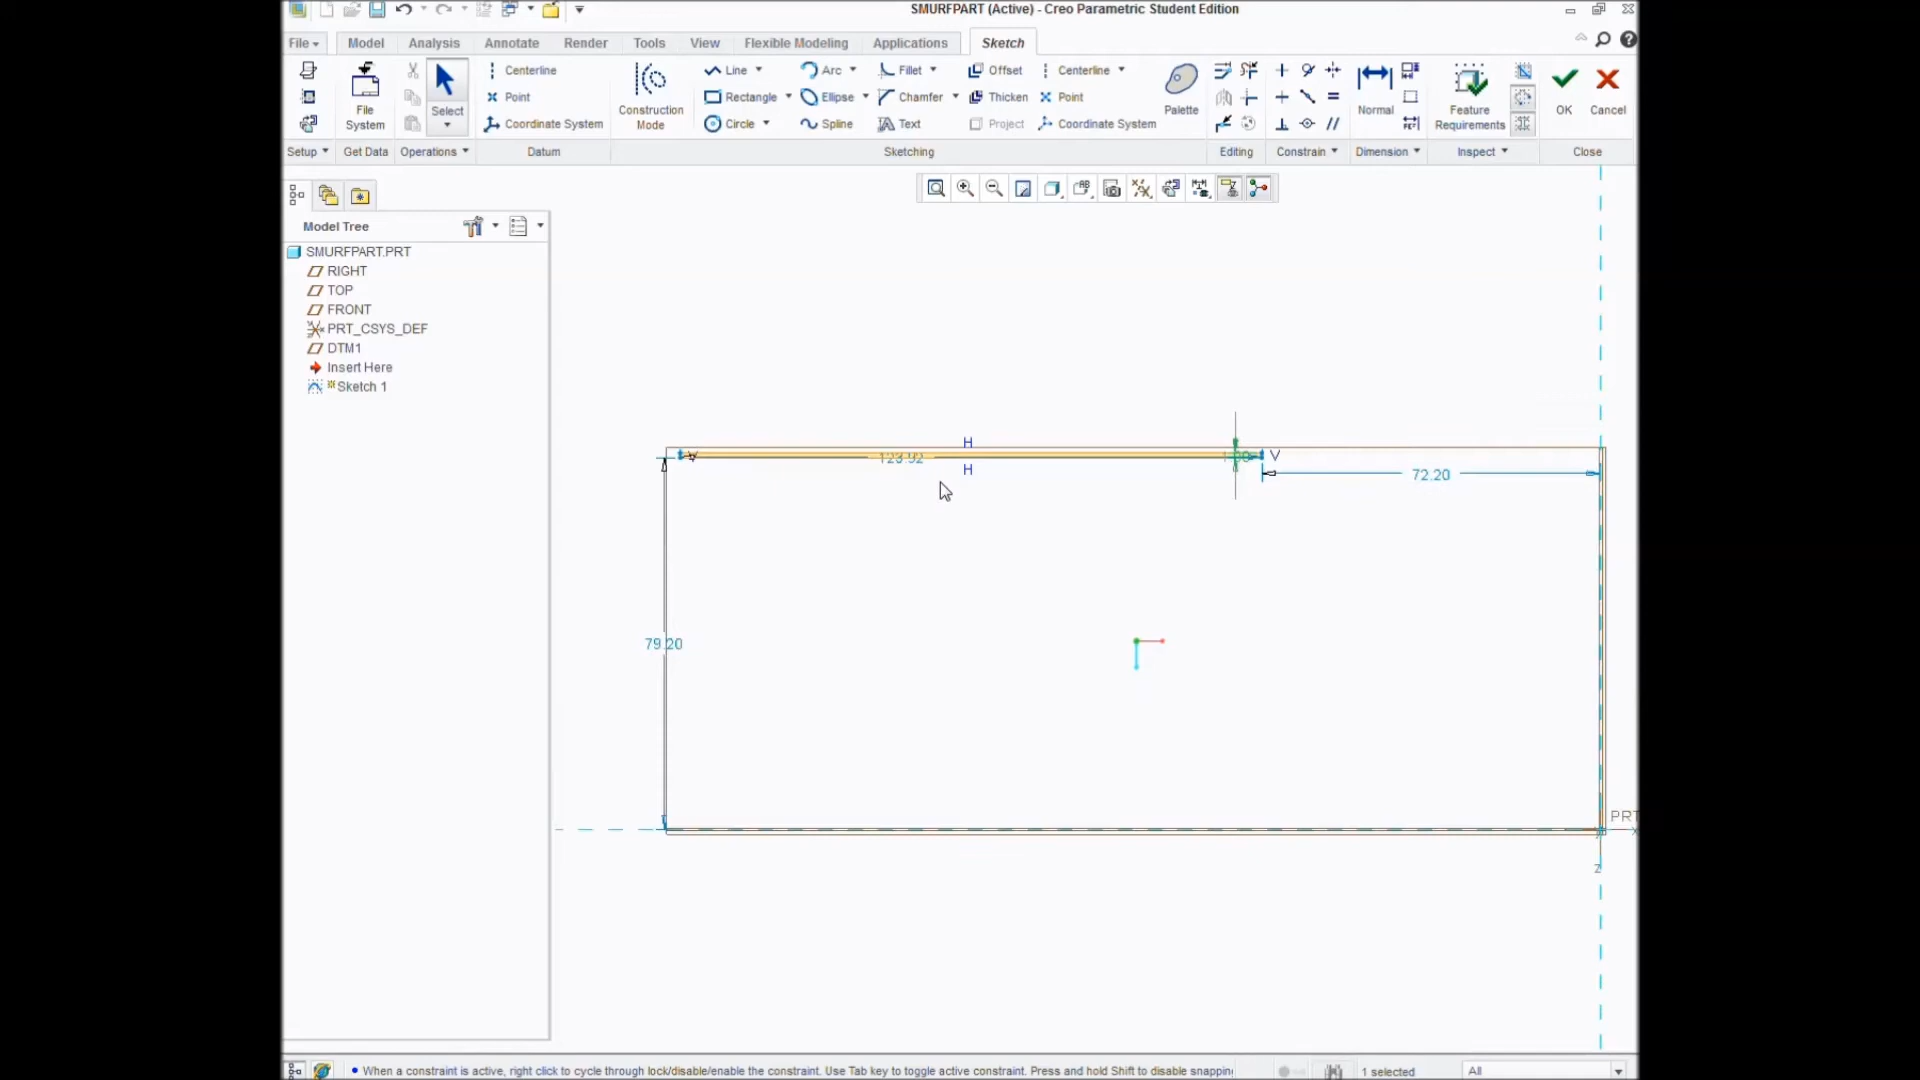 SMURFPART (Active) - Creo Parametric Student Edition
File Model Analysis Annotate Render Tools View Flexible Modeling Applications Sketch
Centerline Line Arc Fillet Offset Centerline
Point Rectangle Ellipse Chamfer Thicken Point
Coordinate System Circle Spline Text Project Coordinate System
File System
Select
Construction Mode
Palette
Normal
Feature Requirements
OK
Cancel
Setup Get Data Operations Datum Sketching Editing Constrain Dimension Inspect Close
Model Tree
SMURFPART.PRT
RIGHT
TOP
FRONT
PRT_CSYS_DEF
DTM1
Insert Here
Sketch 1
H
123.92
V
H
72.20
79.20
PRT
Z
When a constraint is active, right click to cycle through lock/disable/enable the constraint. Use Tab key to toggle active constraint. Press and hold Shift to disable snappin
1 selected
All